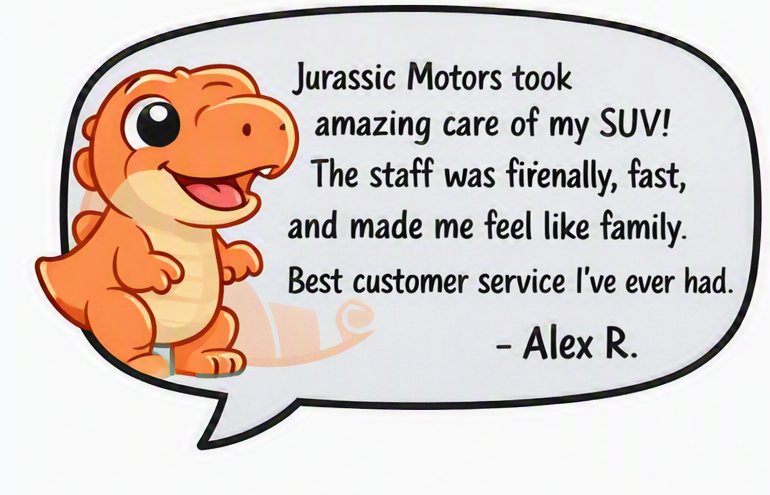 Jurassic Motors took
amazing care of my SUV!
The staff was firenally, fast,
and made me feel like family.
Best customer service I've ever had.
- Alex R.